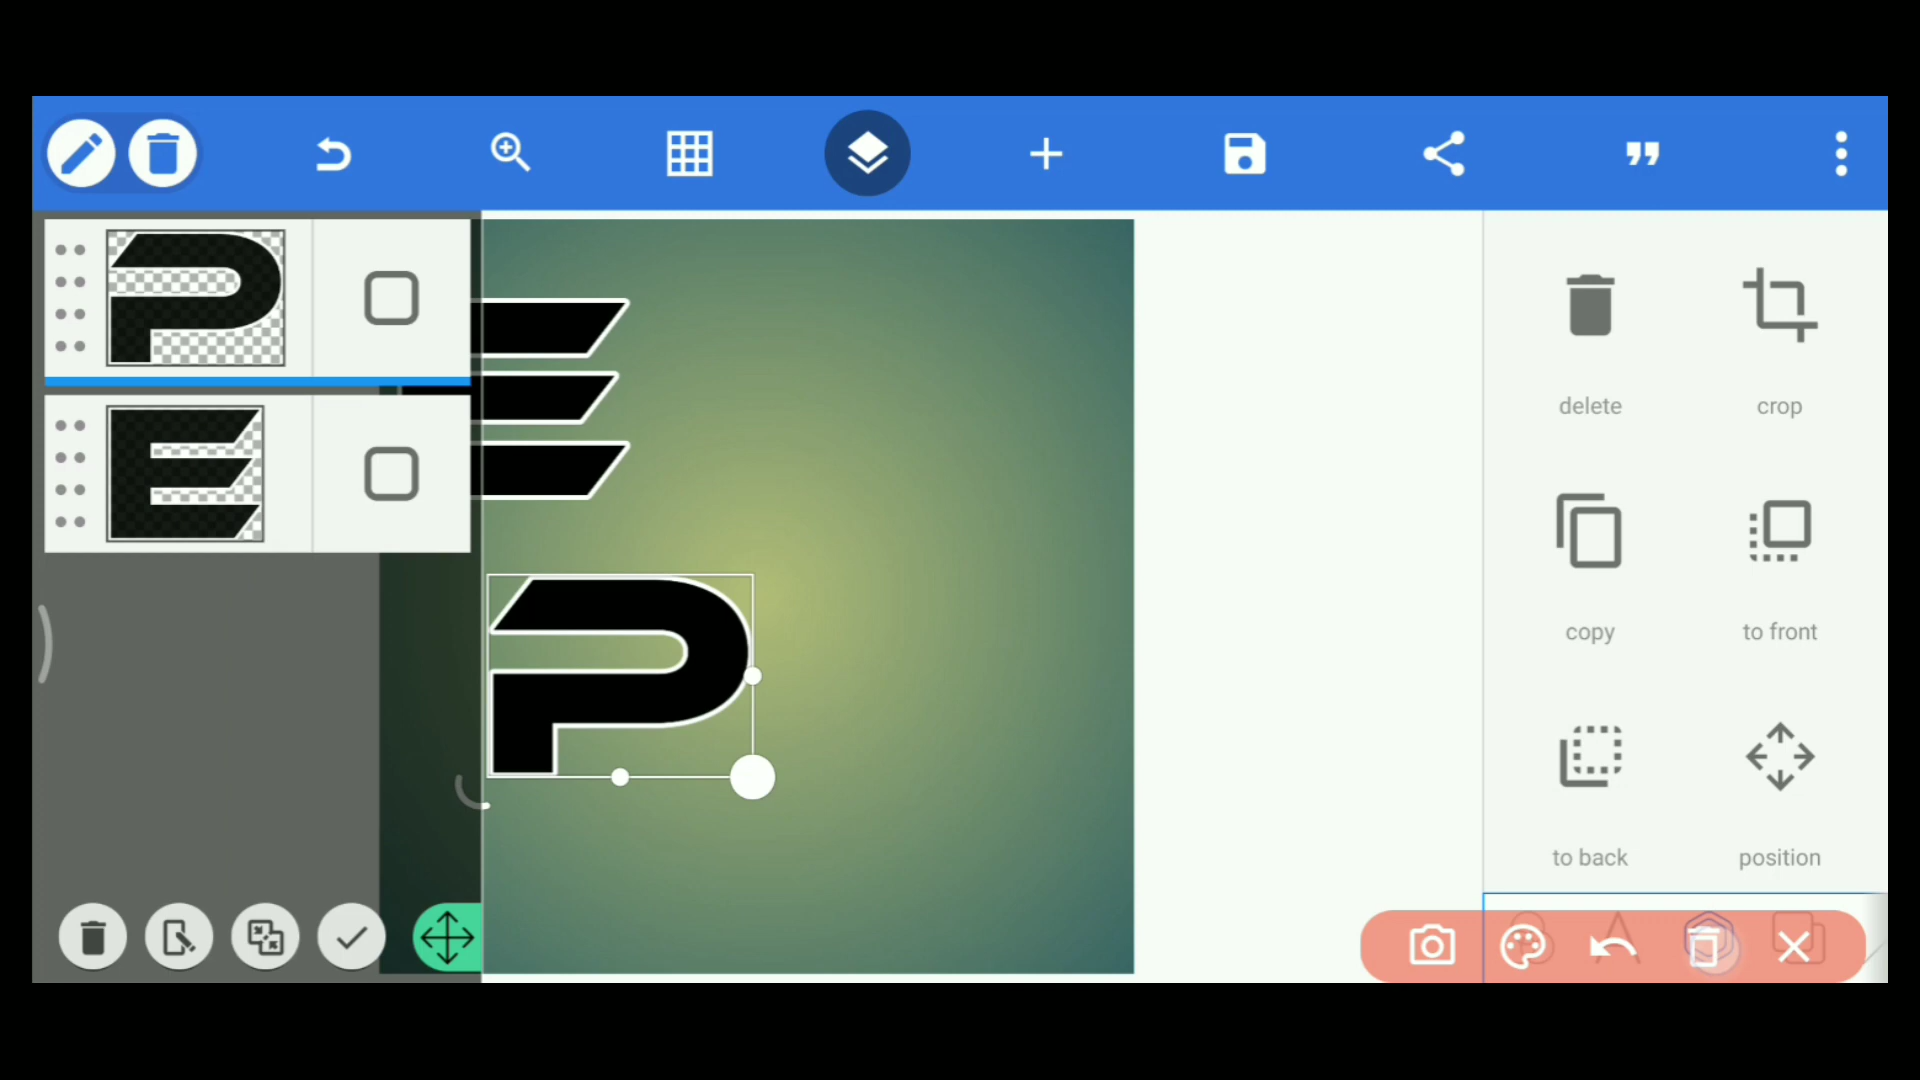 P
E
E
P
delete
crop
copy
to front
to back
position